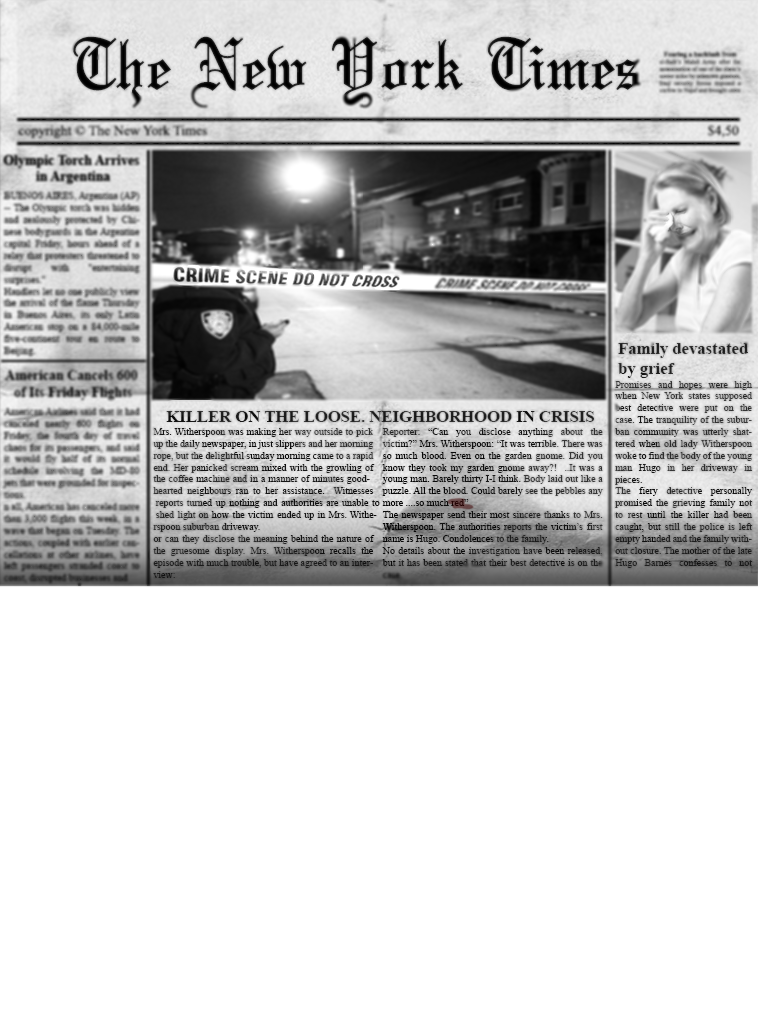 The New York Times
copyright © The New York Times
$4,50
Olympic Torch Arrives
in Argentina
BUENOS AIRES, Argentina (AP)
– The Olympic torch was hidden
and zealously protected by Chi-
nese bodyguards in the Argentine
capital Friday, hours ahead of a
relay that protesters threatened to
disrupt with "entertaining
surprises."
Handlers let no one publicly view
the arrival of the flame Thursday
in Buenos Aires, its only Latin
American stop on a 84,000-mile
five-continent tour en route to
Beijing.
American Cancels 600
of Its Friday Flights
American Airlines said that it had
canceled nearly 600 flights on
Friday, the fourth day of travel
chaos for its passengers, and said
it would fly half of its normal
schedule involving the MD-80
jets that were grounded for inspec-
tions.
n all, American has canceled more
then 3,000 flights this week, in a
wave that began on Tuesday. The
actions, coupled with earlier can-
cellations at other airlines, have
left passengers stranded coast to
coast, disrupted businesses and
CRIME SCENE DO NOT CROSS
CRIME SCENE DO NOT CROSS
KILLER ON THE LOOSE. NEIGHBORHOOD IN CRISIS
Mrs. Witherspoon was making her way outside to pick
up the daily newspaper, in just slippers and her morning
rope, but the delightful sunday morning came to a rapid
end. Her panicked scream mixed with the growling of
the coffee machine and in a manner of minutes good-
hearted neighbours ran to her assistance. Witnesses
reports turned up nothing and authorities are unable to
shed light on how the victim ended up in Mrs. Withe-
rspoon suburban driveway.
or can they disclose the meaning behind the nature of
the gruesome display. Mrs. Witherspoon recalls the
episode with much trouble, but have agreed to an inter-
view:
Reporter: "Can you disclose anything about the
victim?" Mrs. Witherspoon: "It was terrible. There was
so much blood. Even on the garden gnome. Did you
know they took my garden gnome away?! ..It was a
young man. Barely thirty I-I think. Body laid out like a
puzzle. All the blood. Could barely see the pebbles any
more ....so much red"
The newspaper send their most sincere thanks to Mrs.
Witherspoon. The authorities reports the victim's first
name is Hugo. Condolences to the family.
No details about the investigation have been released,
but it has been stated that their best detective is on the
case.
Family devastated
by grief
Promises and hopes were high
when New York states supposed
best detective were put on the
case. The tranquility of the subur-
ban community was utterly shat-
tered when old lady Witherspoon
woke to find the body of the young
man Hugo in her driveway in
pieces.
The fiery detective personally
promised the grieving family not
to rest until the killer had been
caught, but still the police is left
empty handed and the family with-
out closure. The mother of the late
Hugo Barnes confesses to not